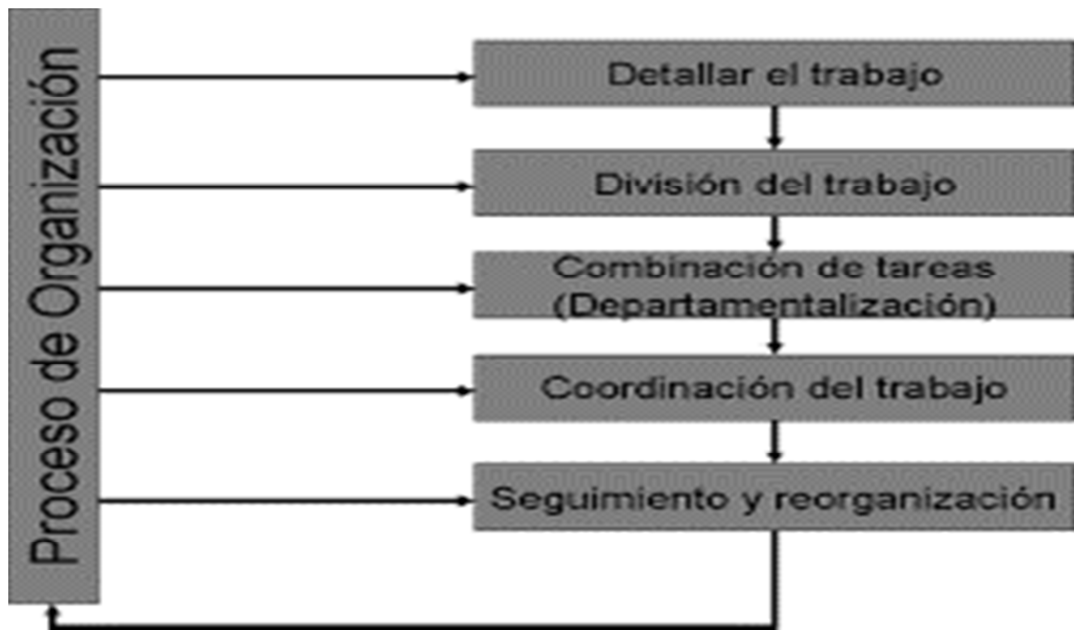 Proceso de Organización
Detallar el trabajo
División del trabajo
Combinación de tareas
(Departamentalización)
Coordinación del trabajo
Seguimiento y reorganización